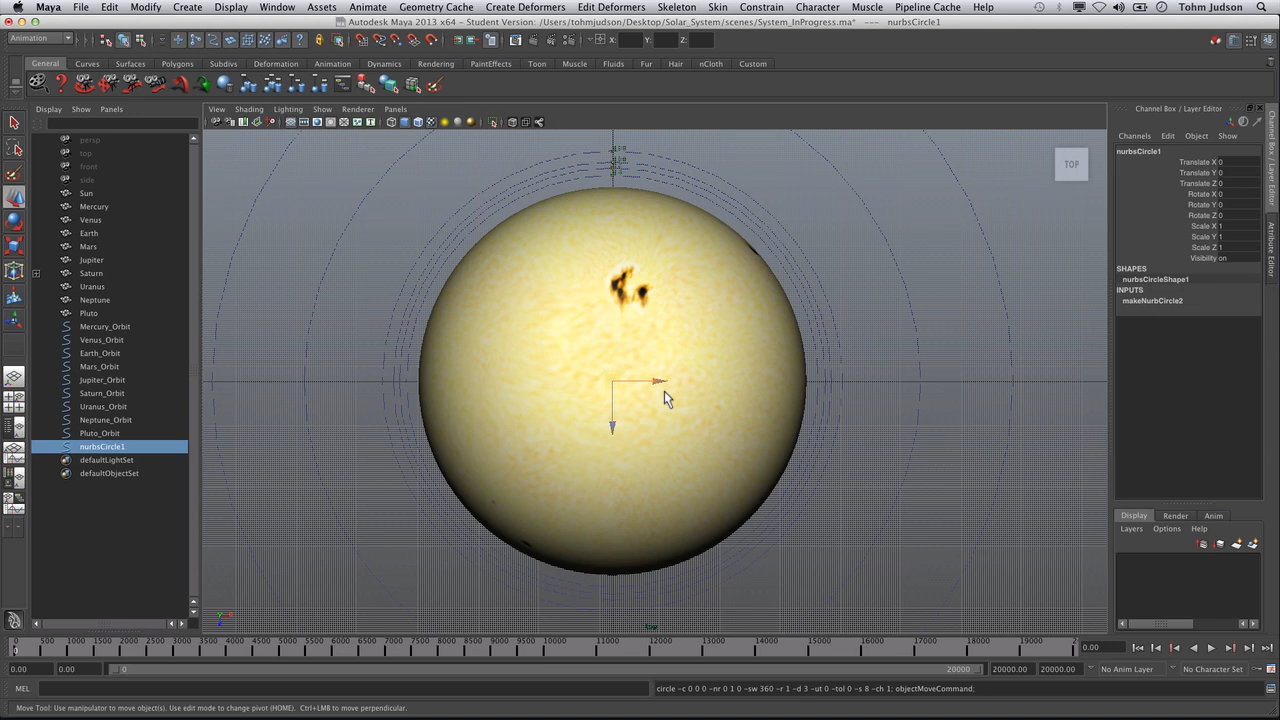 Maya File Edit Modify Create Display Window Assets Animate Geometry Cache Create Deformers Edit Deformers Skeleton Skin Constrain Character Muscle Pipeline Cache Help Tohm Judson
Autodesk Maya 2013 x64 - Student Version: /Users/tohmjudson/Desktop/Solar_System/scenes/System_InProgress.ma* --- nurbsCircle1
Animation X: Y: Z:
General Curves Surfaces Polygons Subdivs Deformation Animation Dynamics Rendering PaintEffects Toon Muscle Fluids Fur Hair nCloth Custom
Display Show Panels
View Shading Lighting Show Renderer Panels
Channel Box / Layer Editor
Channels Edit Object Show
persp
top
front
side
Sun
Mercury
Venus
Earth
Mars
Jupiter
Saturn
Uranus
Neptune
Pluto
Mercury_Orbit
Venus_Orbit
Earth_Orbit
Mars_Orbit
Jupiter_Orbit
Saturn_Orbit
Uranus_Orbit
Neptune_Orbit
Pluto_Orbit
nurbsCircle1
defaultLightSet
defaultObjectSet
TOP
top
nurbsCircle1
Translate X 0
Translate Y 0
Translate Z 0
Rotate X 0
Rotate Y 0
Rotate Z 0
Scale X 1
Scale Y 1
Scale Z 1
Visibility on
SHAPES
nurbsCircleShape1
INPUTS
makeNurbCircle2
Channel Box / Layer Editor
Attribute Editor
Display Render Anim
Layers Options Help
0 500 1000 1500 2000 2500 3000 3500 4000 4500 5000 5500 6000 6500 7000 7500 8000 8500 9000 9500 10000 11000 12000 13000 14000 15000 16000 17000 18000 19000 2
0.00
0.00 0.00 0 20000 20000.00 20000.00 No Anim Layer No Character Set
MEL circle -c 0 0 0 -nr 0 1 0 -sw 360 -r 1 -d 3 -ut 0 -tol 0 -s 8 -ch 1; objectMoveCommand;
Move Tool: Use manipulator to move object(s). Use edit mode to change pivot (HOME). Ctrl+LMB to move perpendicular.